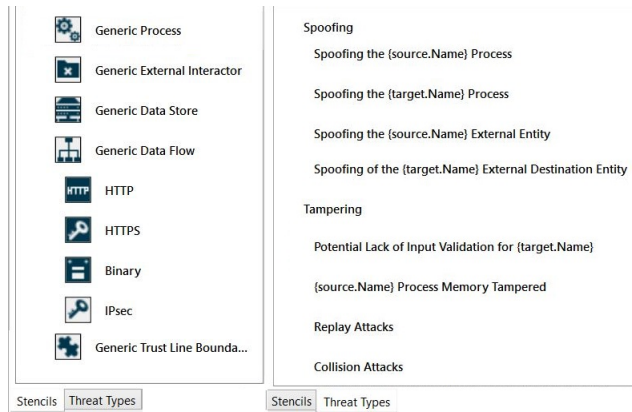 Generic Process
Generic External Interactor
Generic Data Store
Generic Data Flow
HTTP
HTTP
HTTPS
Binary
IPsec
Generic Trust Line Bounda...
Stencils
Threat Types
Spoofing
Spoofing the {source.Name} Process
Spoofing the {target.Name} Process
Spoofing the {source.Name} External Entity
Spoofing of the {target.Name} External Destination Entity
Tampering
Potential Lack of Input Validation for {target.Name}
{source.Name} Process Memory Tampered
Replay Attacks
Collision Attacks
Stencils
Threat Types